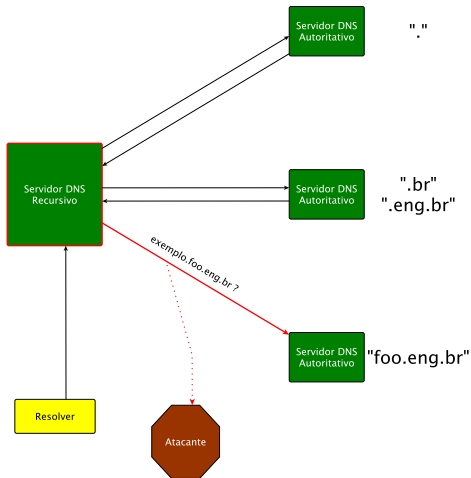 Servidor DNS
Autoritativo
"."
Servidor DNS
Recursivo
Servidor DNS
Autoritativo
".br"
".eng.br"
exemplo.foo.eng.br ?
Servidor DNS
Autoritativo
"foo.eng.br"
Resolver
Atacante